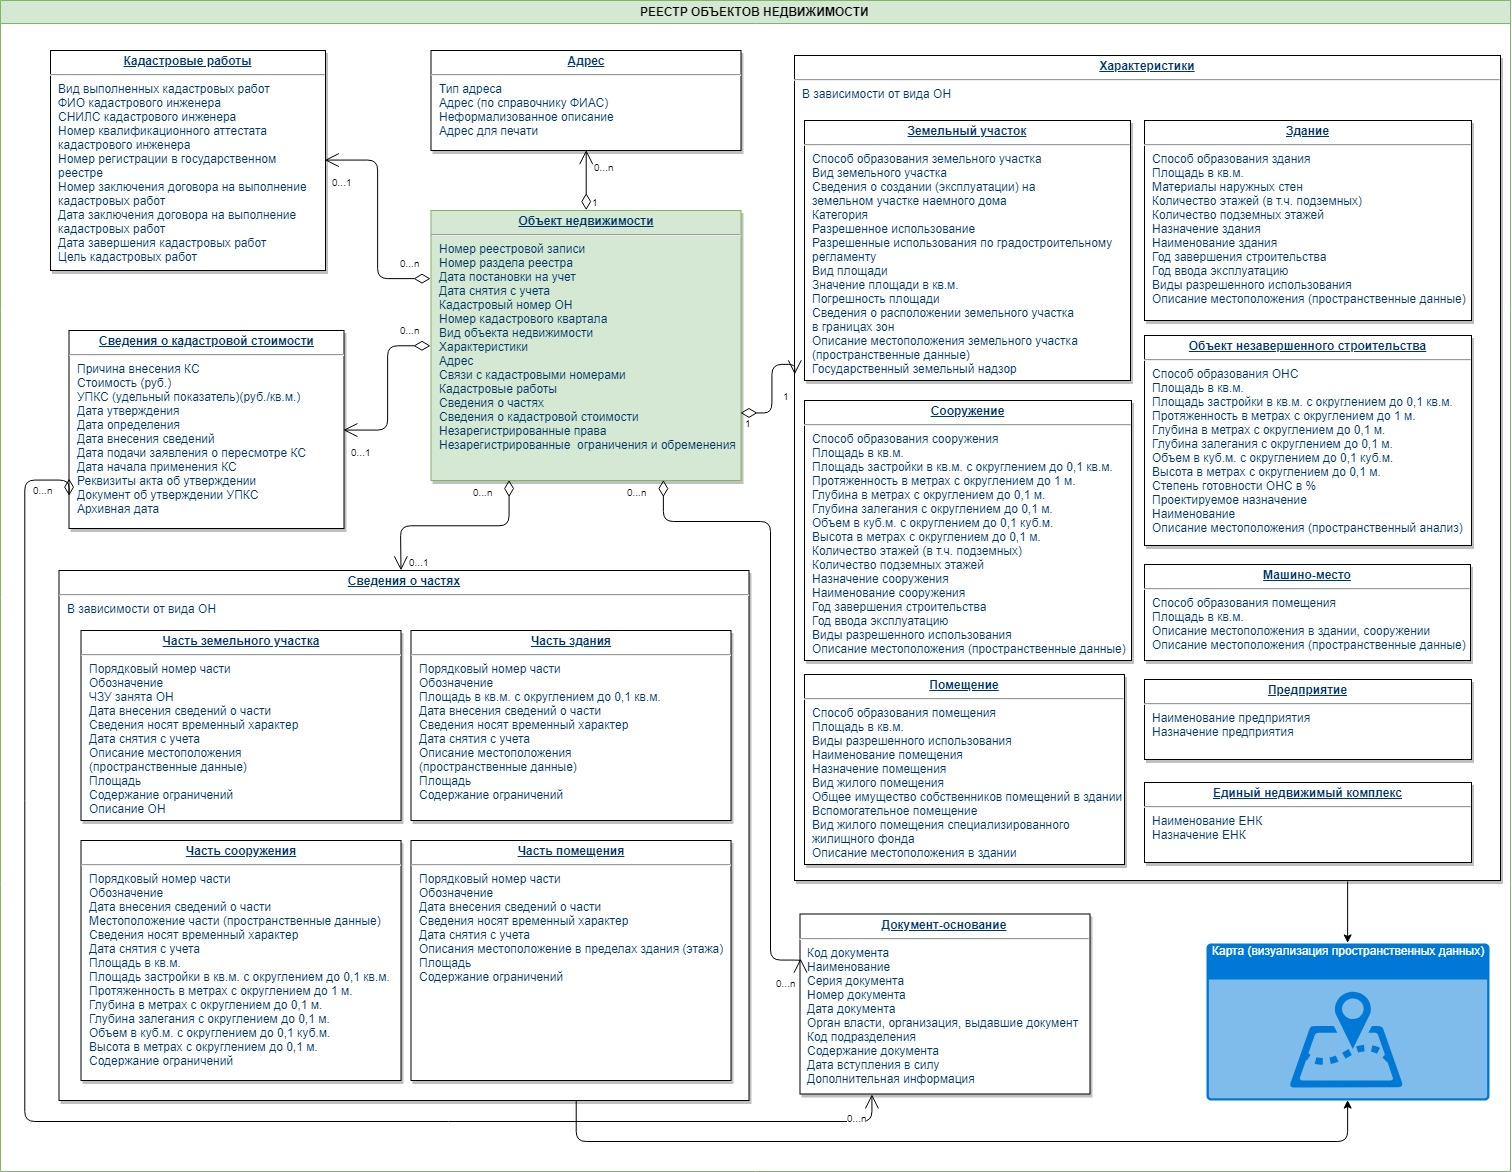 РЕЕСТР ОБЪЕКТОВ НЕДВИЖИМОСТИ
Кадастровые работы
Вид выполненных кадастровых работ
ФИО кадастрового инженера
СНИЛС кадастрового инженера
Номер квалификационного аттестата
кадастрового инженера
Номер регистрации в государственном
реестре
Номер заключения договора на выполнение
кадастровых работ
Дата заключения договора на выполнение
кадастровых работ
Дата завершения кадастровых работ
Цель кадастровых работ
0...1
0...n
Адрес
Тип адреса
Адрес (по справочнику ФИАС)
Неформализованное описание
Адрес для печати
0...n
1
Объект недвижимости
Номер реестровой записи
Номер раздела реестра
Дата постановки на учет
Дата снятия с учета
Кадастровый номер ОН
Номер кадастрового квартала
Вид объекта недвижимости
Характеристики
Адрес
Связи с кадастровыми номерами
Кадастровые работы
Сведения о частях
Сведения о кадастровой стоимости
Незарегистрированные права
Незарегистрированные  ограничения и обременения
0...n
0...1
1
1
0...n
0...n
Сведения о кадастровой стоимости
Причина внесения КС
Стоимость (руб.)
УПКС (удельный показатель)(руб./кв.м.)
Дата утверждения
Дата определения
Дата внесения сведений
Дата подачи заявления о пересмотре КС
Дата начала применения КС
Реквизиты акта об утверждении
Документ об утверждении УПКС
Архивная дата
0...n
0...1
Сведения о частях
В зависимости от вида ОН
Часть земельного участка
Порядковый номер части
Обозначение
ЧЗУ занята ОН
Дата внесения сведений о части
Сведения носят временный характер
Дата снятия с учета
Описание местоположения
(пространственные данные)
Площадь
Содержание ограничений
Описание ОН
Часть здания
Порядковый номер части
Обозначение
Площадь в кв.м. с округлением до 0,1 кв.м.
Дата внесения сведений о части
Сведения носят временный характер
Дата снятия с учета
Описание местоположения
(пространственные данные)
Площадь
Содержание ограничений
Часть сооружения
Порядковый номер части
Обозначение
Дата внесения сведений о части
Местоположение части (пространственные данные)
Сведения носят временный характер
Дата снятия с учета
Площадь в кв.м.
Площадь застройки в кв.м. с округлением до 0,1 кв.м.
Протяженность в метрах с округлением до 1 м.
Глубина в метрах с округлением до 0,1 м.
Глубина залегания с округлением до 0,1 м.
Объем в куб.м. с округлением до 0,1 куб.м.
Высота в метрах с округлением до 0,1 м.
Содержание ограничений
Часть помещения
Порядковый номер части
Обозначение
Дата внесения сведений о части
Сведения носят временный характер
Дата снятия с учета
Описания местоположение в пределах здания (этажа)
Площадь
Содержание ограничений
Характеристики
В зависимости от вида ОН
Земельный участок
Способ образования земельного участка
Вид земельного участка
Сведения о создании (эксплуатации) на
земельном участке наемного дома
Категория
Разрешенное использование
Разрешенные использования по градостроительному
регламенту
Вид площади
Значение площади в кв.м.
Погрешность площади
Сведения о расположении земельного участка
в границах зон
Описание местоположения земельного участка
(пространственные данные)
Государственный земельный надзор
Сооружение
Способ образования сооружения
Площадь в кв.м.
Площадь застройки в кв.м. с округлением до 0,1 кв.м.
Протяженность в метрах с округлением до 1 м.
Глубина в метрах с округлением до 0,1 м.
Глубина залегания с округлением до 0,1 м.
Объем в куб.м. с округлением до 0,1 куб.м.
Высота в метрах с округлением до 0,1 м.
Количество этажей (в т.ч. подземных)
Количество подземных этажей
Назначение сооружения
Наименование сооружения
Год завершения строительства
Год ввода эксплуатацию
Виды разрешенного использования
Описание местоположения (пространственные данные)
Помещение
Способ образования помещения
Площадь в кв.м.
Виды разрешенного использования
Наименование помещения
Назначение помещения
Вид жилого помещения
Общее имущество собственников помещений в здании
Вспомогательное помещение
Вид жилого помещения специализированного
жилищного фонда
Описание местоположения в здании
Здание
Способ образования здания
Площадь в кв.м.
Материалы наружных стен
Количество этажей (в т.ч. подземных)
Количество подземных этажей
Назначение здания
Наименование здания
Год завершения строительства
Год ввода эксплуатацию
Виды разрешенного использования
Описание местоположения (пространственные данные)
Объект незавершенного строительства
Способ образования ОНС
Площадь в кв.м.
Площадь застройки в кв.м. с округлением до 0,1 кв.м.
Протяженность в метрах с округлением до 1 м.
Глубина в метрах с округлением до 0,1 м.
Глубина залегания с округлением до 0,1 м.
Объем в куб.м. с округлением до 0,1 куб.м.
Высота в метрах с округлением до 0,1 м.
Степень готовности ОНС в %
Проектируемое назначение
Наименование
Описание местоположения (пространственный анализ)
Машино-место
Способ образования помещения
Площадь в кв.м.
Описание местоположения в здании, сооружении
Описание местоположения (пространственные данные)
Предприятие
Наименование предприятия
Назначение предприятия
Единый недвижимый комплекс
Наименование ЕНК
Назначение ЕНК
Документ-основание
Код документа
Наименование
Серия документа
Номер документа
Дата документа
Орган власти, организация, выдавшие документ
Код подразделения
Содержание документа
Дата вступления в силу
Дополнительная информация
0...n
0...n
Карта (визуализация пространственных данных)